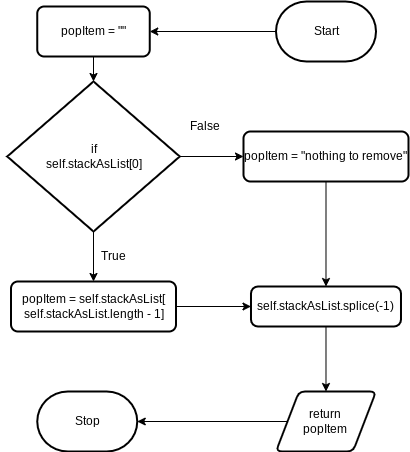 popItem = ""
Start
if
self.stackAsList[0]
False
popItem = "nothing to remove"
True
popItem = self.stackAsList[
self.stackAsList.length - 1]
self.stackAsList.splice(-1)
return
popItem
Stop